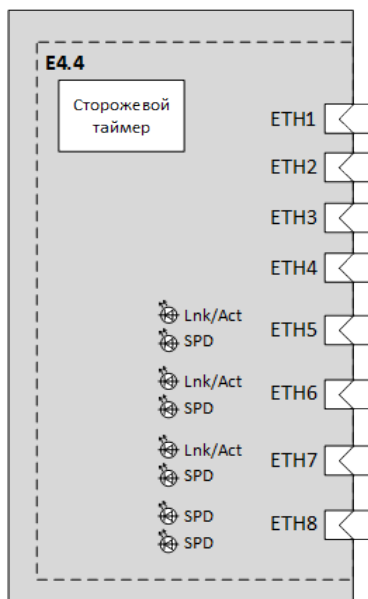 E4.4
Сторожевой
таймер
ETH1
ETH2
ETH3
ETH4
Lnk/Act
SPD
ETH5
Lnk/Act
SPD
ETH6
Lnk/Act
SPD
ETH7
SPD
SPD
ETH8